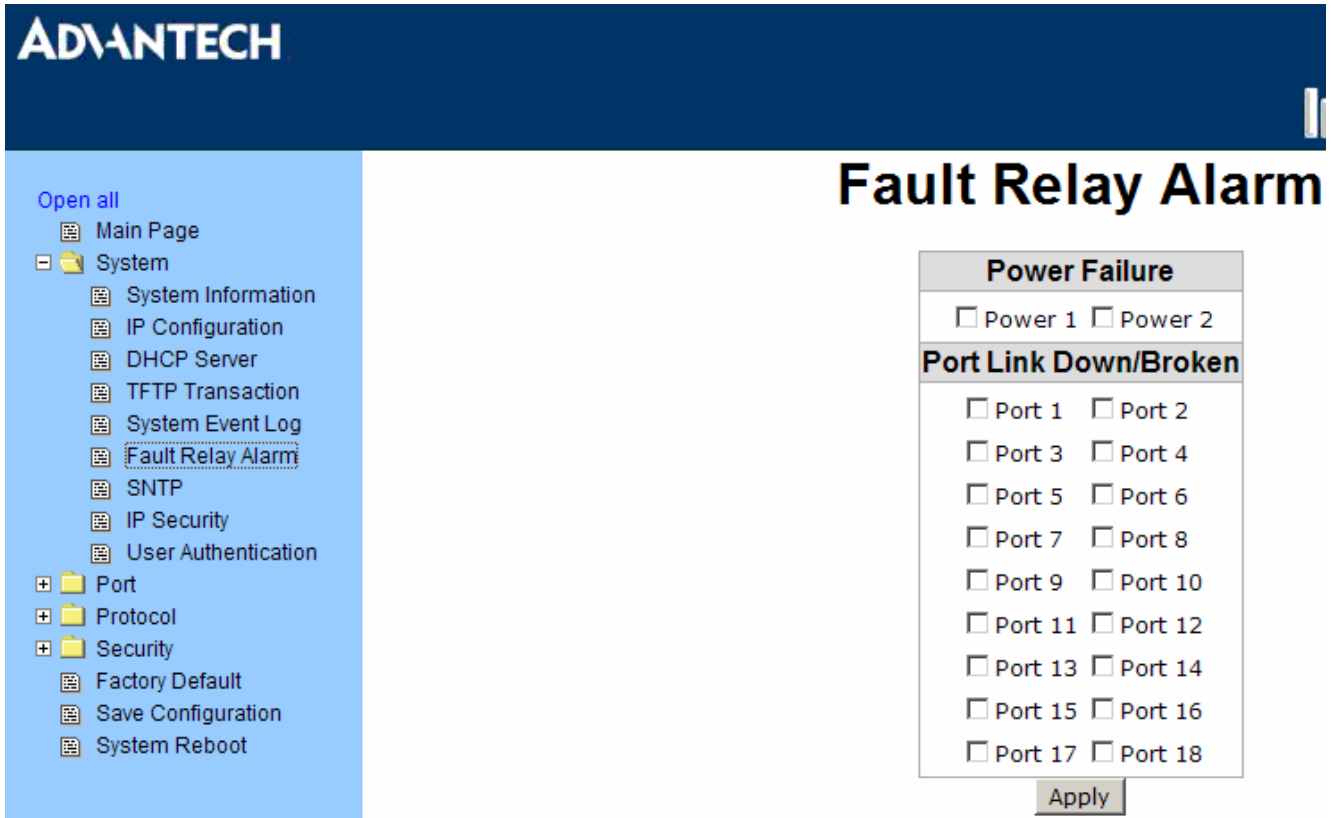 ADVANTECH
Open all
Main Page
System
System Information
IP Configuration
DHCP Server
TFTP Transaction
System Event Log
Fault Relay Alarm
SNTP
IP Security
User Authentication
Port
Protocol
Security
Factory Default
Save Configuration
System Reboot
Fault Relay Alarm
Power Failure
Power 1 Power 2
Port Link Down/Broken
Port 1 Port 2
Port 3 Port 4
Port 5 Port 6
Port 7 Port 8
Port 9 Port 10
Port 11 Port 12
Port 13 Port 14
Port 15 Port 16
Port 17 Port 18
Apply